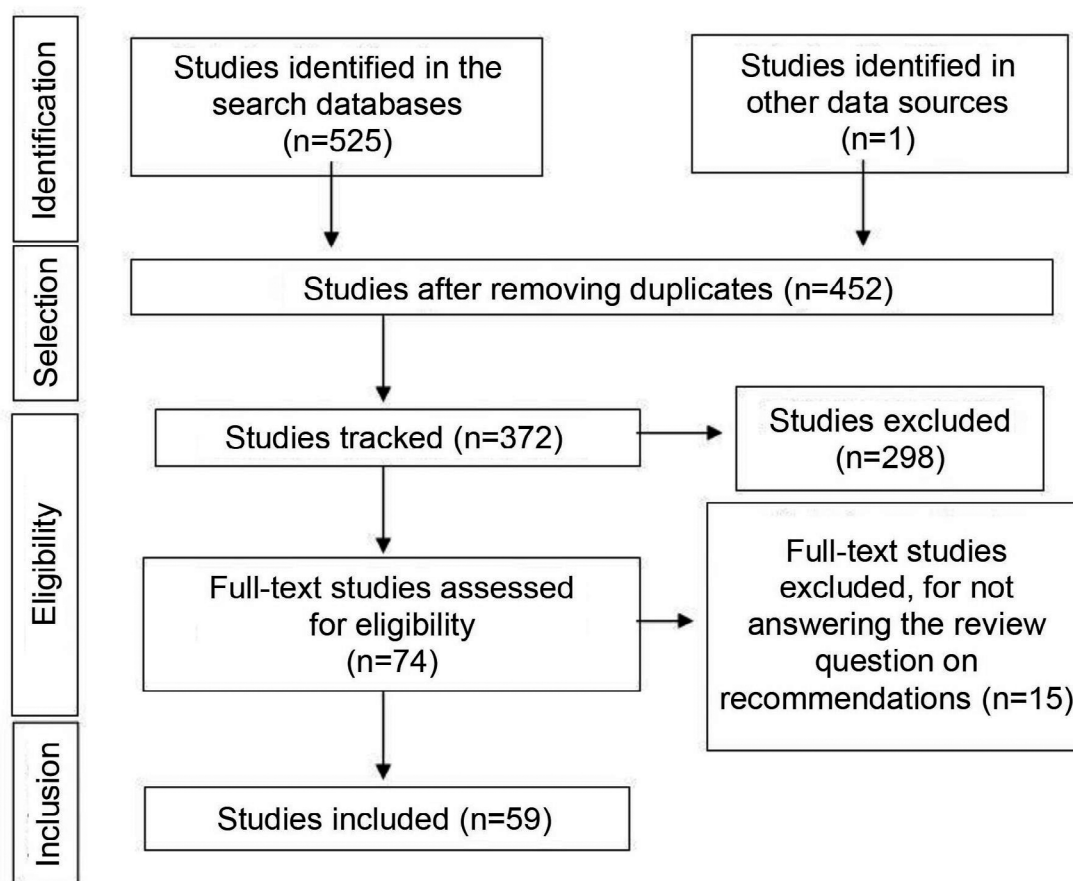 Identification
Studies identified in the
search databases
(n=525)
Studies identified in
other data sources
(n=1)
Selection
Studies after removing duplicates (n=452)
Eligibility
Studies tracked (n=372)
Studies excluded
(n=298)
Full-text studies assessed
for eligibility
(n=74)
Full-text studies
excluded, for not
answering the review
question on
recommendations (n=15)
Inclusion
Studies included (n=59)